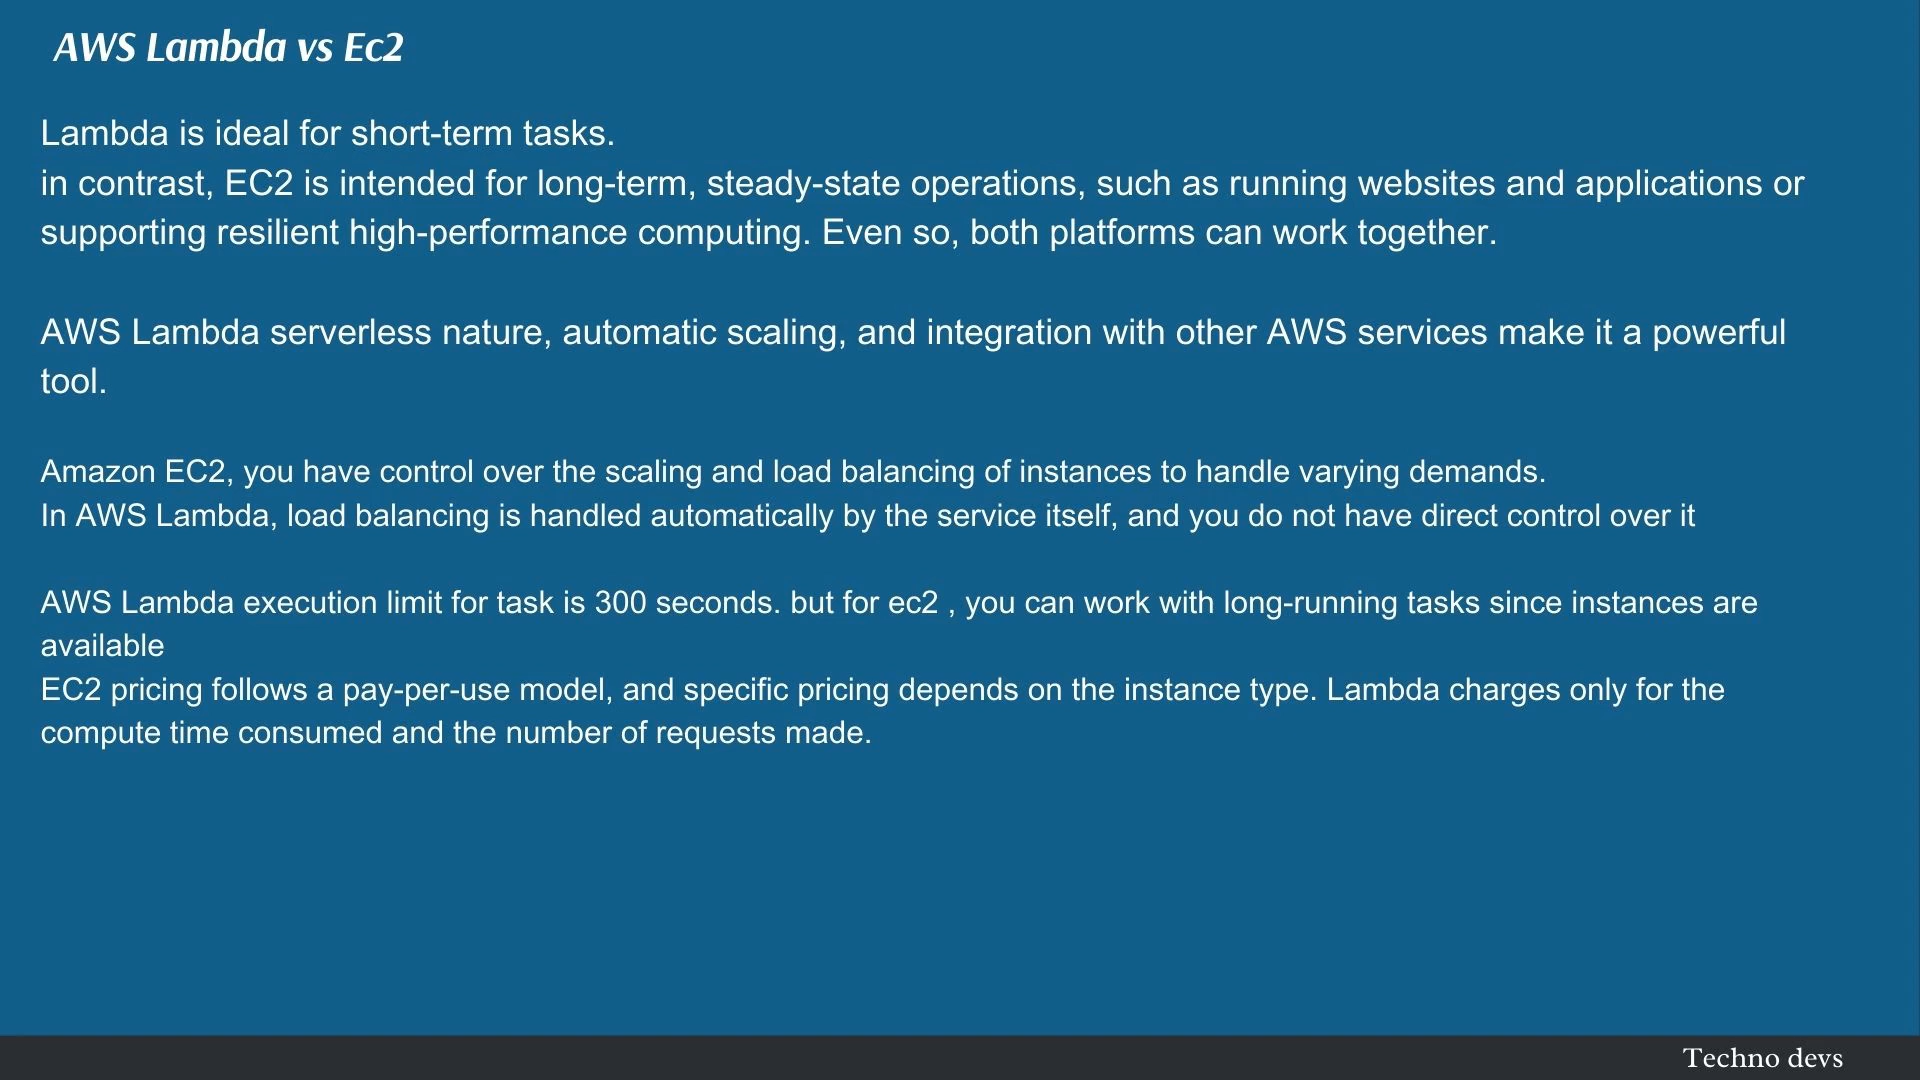 AWS Lambda vs Ec2
Lambda is ideal for short-term tasks.
in contrast, EC2 is intended for long-term, steady-state operations, such as running websites and applications or
supporting resilient high-performance computing. Even so, both platforms can work together.
AWS Lambda serverless nature, automatic scaling, and integration with other AWS services make it a powerful
tool.
Amazon EC2, you have control over the scaling and load balancing of instances to handle varying demands.
In AWS Lambda, load balancing is handled automatically by the service itself, and you do not have direct control over it
AWS Lambda execution limit for task is 300 seconds. but for ec2 , you can work with long-running tasks since instances are
available
EC2 pricing follows a pay-per-use model, and specific pricing depends on the instance type. Lambda charges only for the
compute time consumed and the number of requests made.
Techno devs